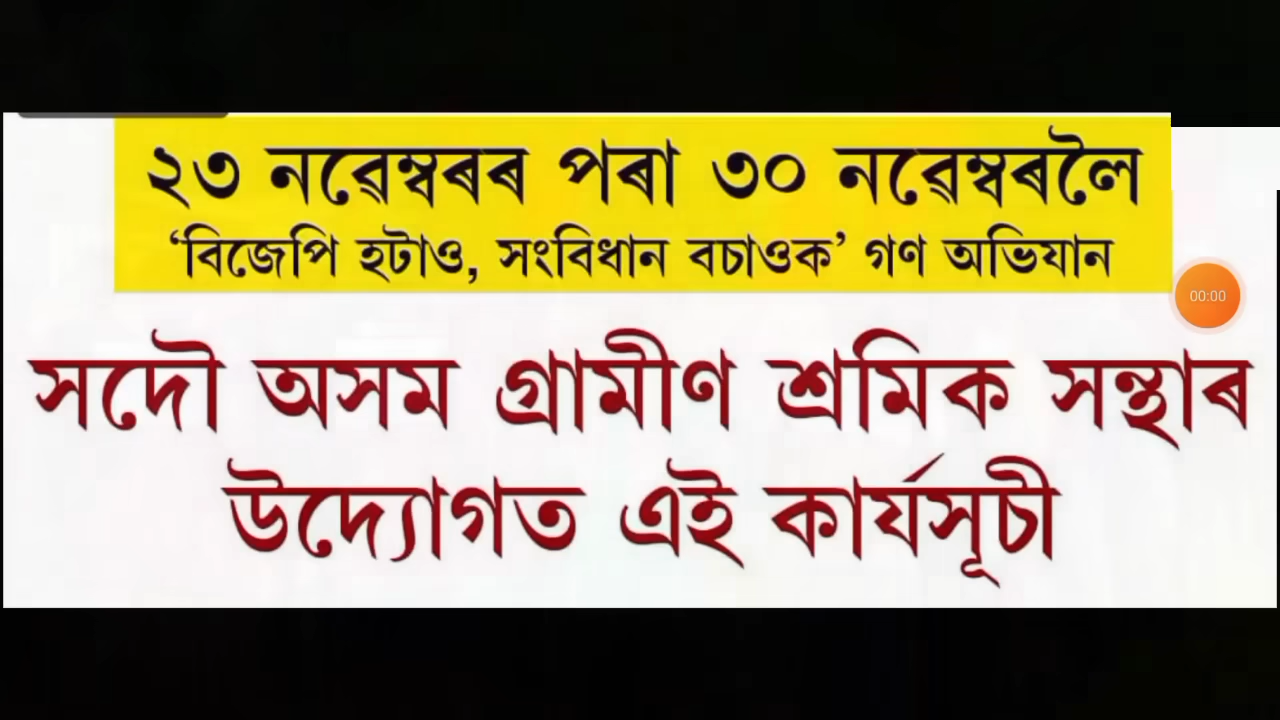 ২৩ নৱেম্বৰৰ পৰা ৩০ নৱেম্বৰলৈ
‘বিজেপি হটাও, সংবিধান বচাওক’ গণ অভিযান
00:00
সদৌ অসম গ্ৰামীণ শ্ৰমিক সন্থাৰ
উদ্যোগত এই কাৰ্যসূচী